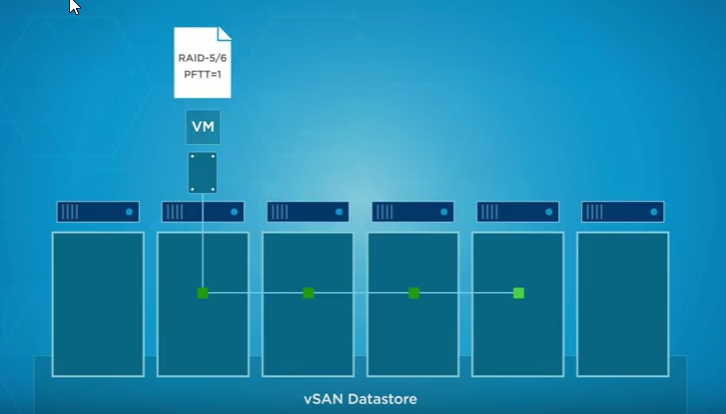 RAID-5/6
PFTT=1
VM
vSAN Datastore